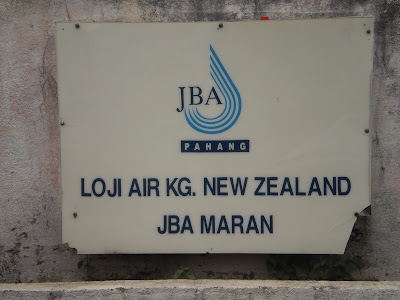 JBA
PAHANG
LOJI AIR KG. NEW ZEALAND
JBA MARAN